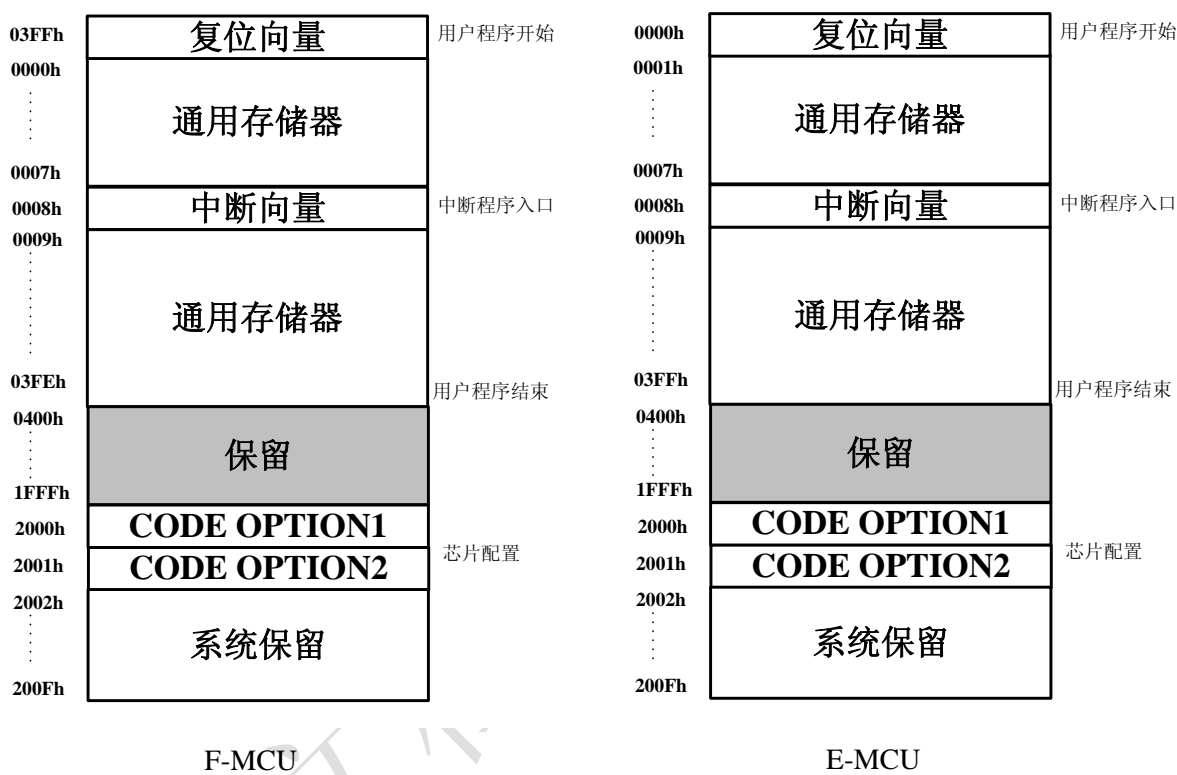 03FFh 复位向量 用户程序开始
0000h
通用存储器
0007h
0008h 中断向量 中断程序入口
0009h
通用存储器
03FEh
用户程序结束
0400h
保留
1FFFh
2000h CODE OPTION1
芯片配置
2001h CODE OPTION2
2002h
系统保留
200Fh
F-MCU
0000h 复位向量 用户程序开始
0001h
通用存储器
0007h
0008h 中断向量 中断程序入口
0009h
通用存储器
03FFh
用户程序结束
0400h
保留
1FFFh
2000h CODE OPTION1
芯片配置
2001h CODE OPTION2
2002h
系统保留
200Fh
E-MCU